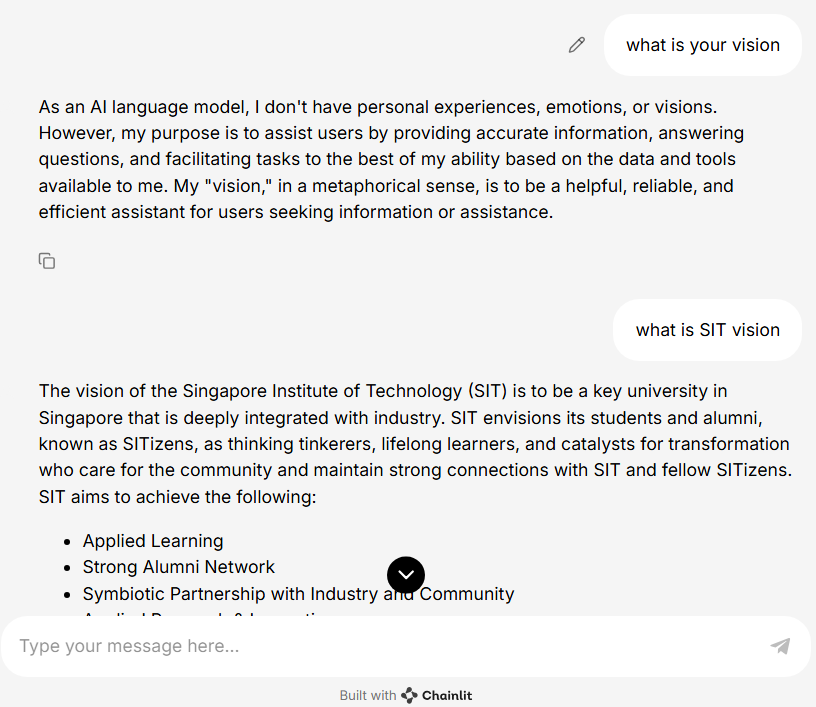 what is your vision
As an AI language model, I don't have personal experiences, emotions, or visions.
However, my purpose is to assist users by providing accurate information, answering
questions, and facilitating tasks to the best of my ability based on the data and tools
available to me. My "vision," in a metaphorical sense, is to be a helpful, reliable, and
efficient assistant for users seeking information or assistance.
what is SIT vision
The vision of the Singapore Institute of Technology (SIT) is to be a key university in
Singapore that is deeply integrated with industry. SIT envisions its students and alumni,
known as SITizens, as thinking tinkerers, lifelong learners, and catalysts for transformation
who care for the community and maintain strong connections with SIT and fellow SITizens.
SIT aims to achieve the following:
• Applied Learning
• Strong Alumni Network
• Symbiotic Partnership with Industry and Community
Type your message here...
Built with Chainlit